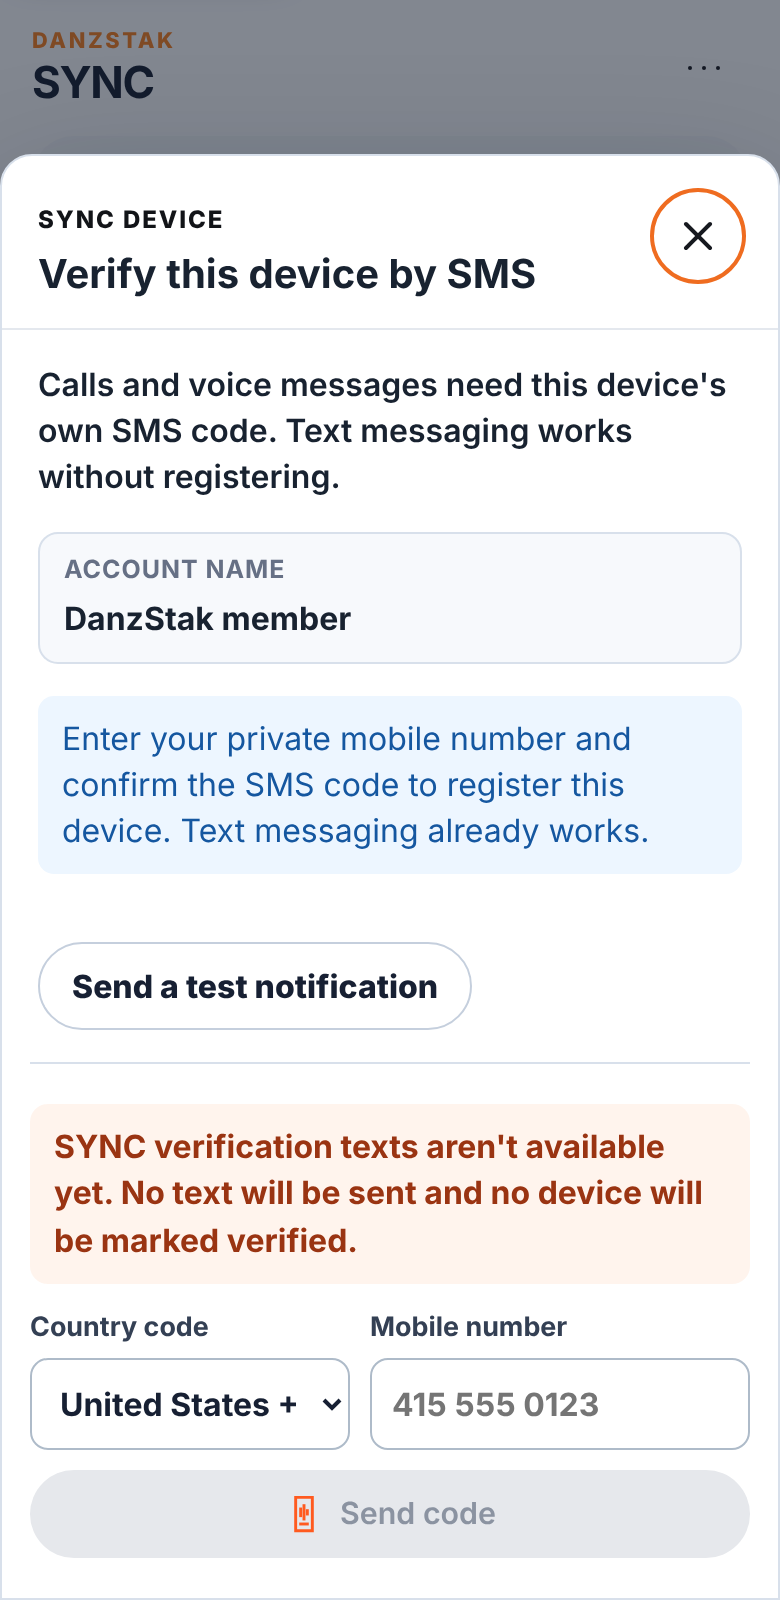 DANZSTAK
SYNC
...
SYNC DEVICE
Verify this device by SMS
Calls and voice messages need this device's
own SMS code. Text messaging works
without registering.
ACCOUNT NAME
DanzStak member
Enter your private mobile number and
confirm the SMS code to register this
device. Text messaging already works.
Send a test notification
SYNC verification texts aren't available
yet. No text will be sent and no device will
be marked verified.
Country code
Mobile number
United States +
415 555 0123
Send code